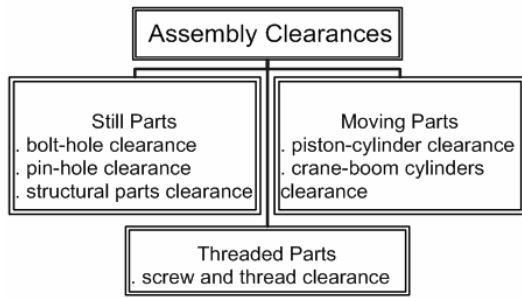 Assembly Clearances
Still Parts
. bolt-hole clearance
. pin-hole clearance
. structural parts clearance
Moving Parts
. piston-cylinder clearance
. crane-boom cylinders
clearance
Threaded Parts
. screw and thread clearance